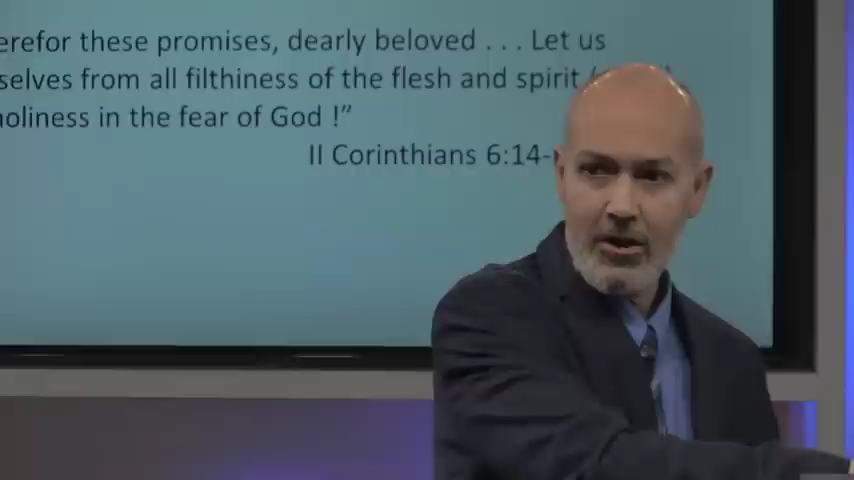 erefor these promises, dearly beloved . . . Let us
selves from all filthiness of the flesh and spirit
holiness in the fear of God !”
II Corinthians 6:14-